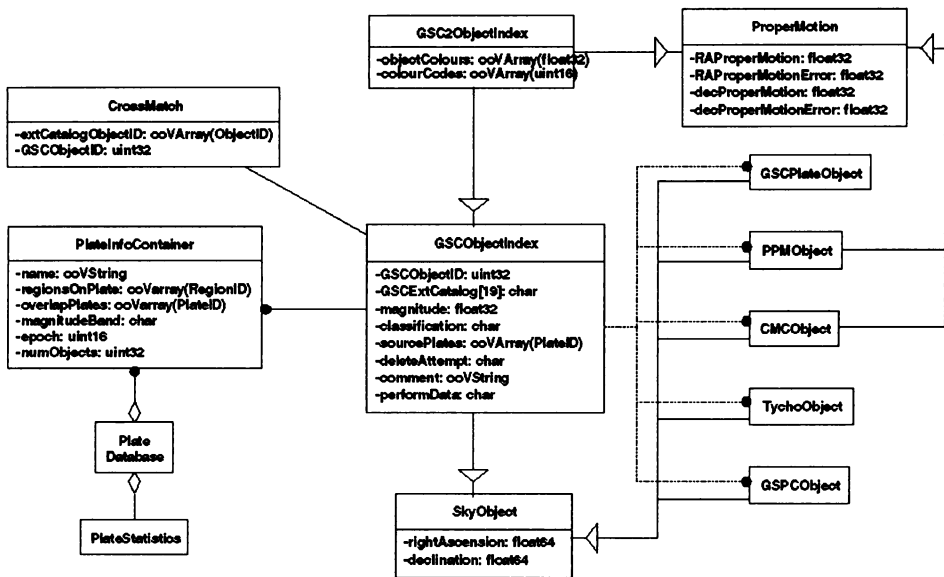 GSC2ObjectIndex
-objectColours: ooVArray(float32)
-colourCodes: ooVArray(uint16)
ProperMotion
-RAProperMotion: float32
-RAProperMotionError: float32
-decProperMotion: float32
-decProperMotionError: float32
CrossMatch
-extCatalogObjectID: ooVArray(ObjectID)
-GSCObjectID: uint32
GSCPlateObject
PlateInfoContainer
-name: ooVString
-regionsOnPlate: ooVarray(RegionID)
-overlapPlates: ooVarray(PlateID)
-magnitudeBand: char
-epoch: uint16
-numObjects: uint32
GSCObjectIndex
-GSCObjectID: uint32
-GSCExtCatalog[19]: char
-magnitude: float32
-classification: char
-sourcePlates: ooVArray(PlateID)
-deleteAttempt: char
-comment: ooVString
-performData: char
PPMObject
CMCObject
TychoObject
GSPCObject
Plate
Database
PlateStatistics
SkyObject
-rightAscension: float64
-declination: float64